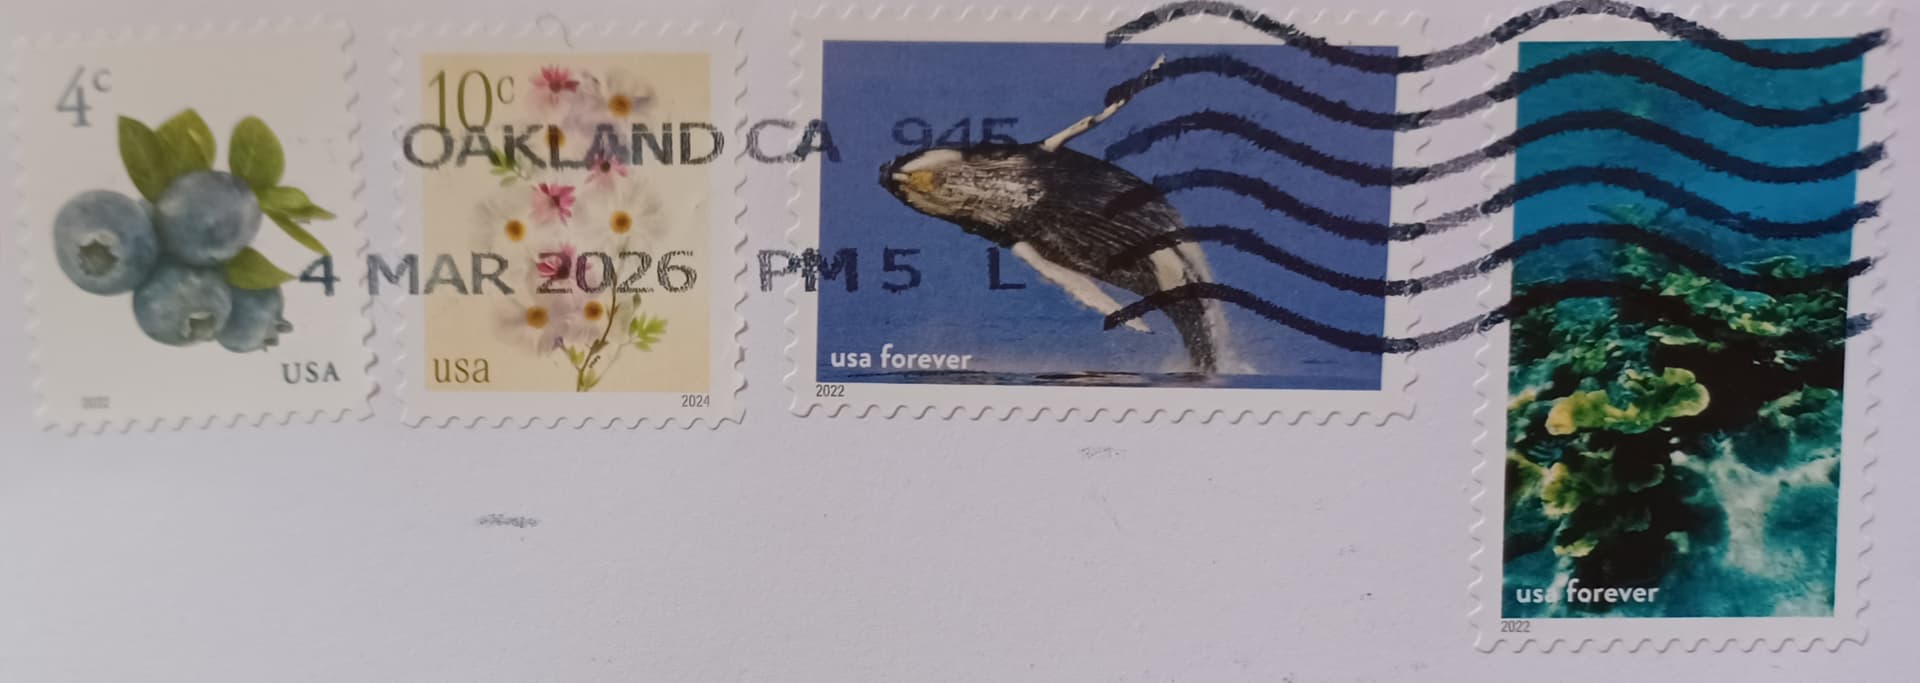 4c
USA
2022
10c
usa
2024
OAKLAND CA 945
4 MAR 2026 PM 5 L
usa forever
2022
usa forever
2022